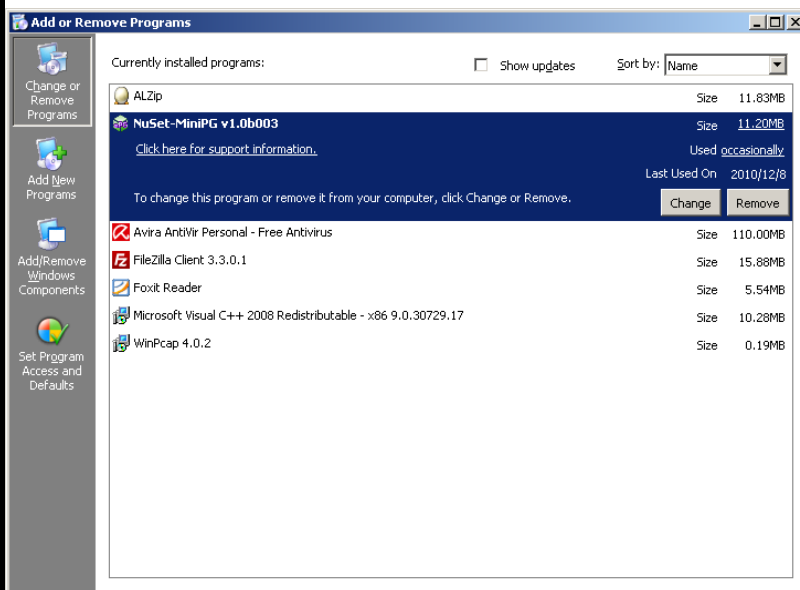 Add or Remove Programs
Change or
Remove
Programs
Add New
Programs
Add/Remove
Windows
Components
Set Program
Access and
Defaults
Currently installed programs:
Show updates
Sort by: Name
ALZip Size 11.83MB
NuSet-MiniPG v1.0b003 Size 11.20MB
Click here for support information. Used occasionally
Last Used On 2010/12/8
To change this program or remove it from your computer, click Change or Remove. Change Remove
Avira AntiVir Personal - Free Antivirus Size 110.00MB
FileZilla Client 3.3.0.1 Size 15.88MB
Foxit Reader Size 5.54MB
Microsoft Visual C++ 2008 Redistributable - x86 9.0.30729.17 Size 10.28MB
WinPcap 4.0.2 Size 0.19MB